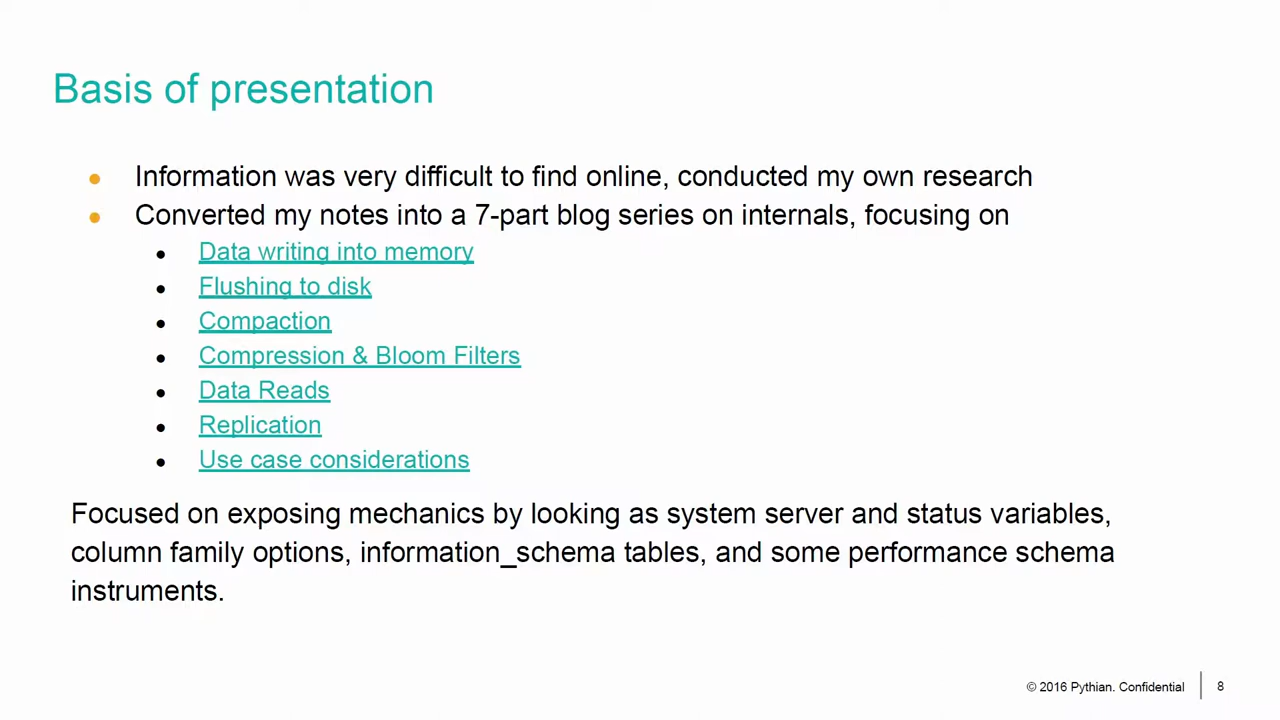 Basis of presentation
● Information was very difficult to find online, conducted my own research
● Converted my notes into a 7-part blog series on internals, focusing on
● Data writing into memory
● Flushing to disk
● Compaction
● Compression & Bloom Filters
● Data Reads
● Replication
● Use case considerations
Focused on exposing mechanics by looking as system server and status variables,
column family options, information_schema tables, and some performance schema
instruments.
© 2016 Pythian. Confidential 8